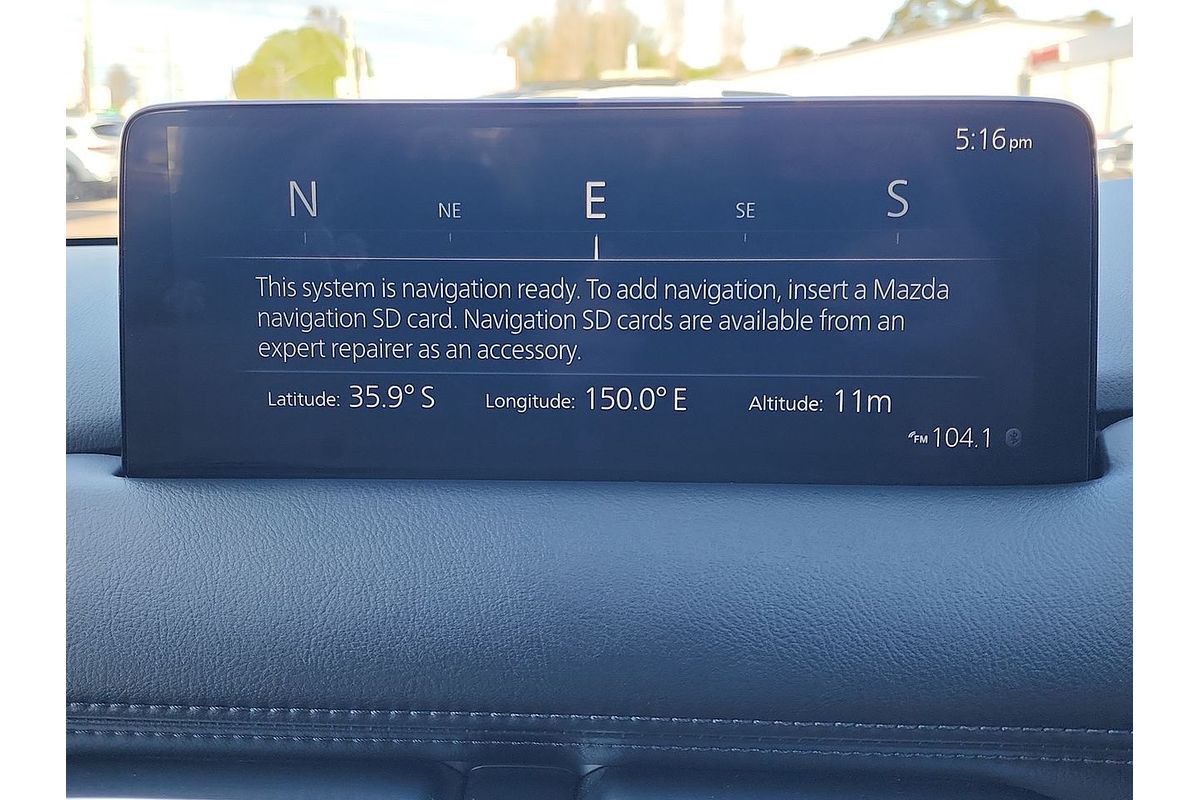 5:16 pm
N NE E SE S
This system is navigation ready. To add navigation, insert a Mazda
navigation SD card. Navigation SD cards are available from an
expert repairer as an accessory.
Latitude: 35.9° S Longitude: 150.0° E Altitude: 11m
FM 104.1